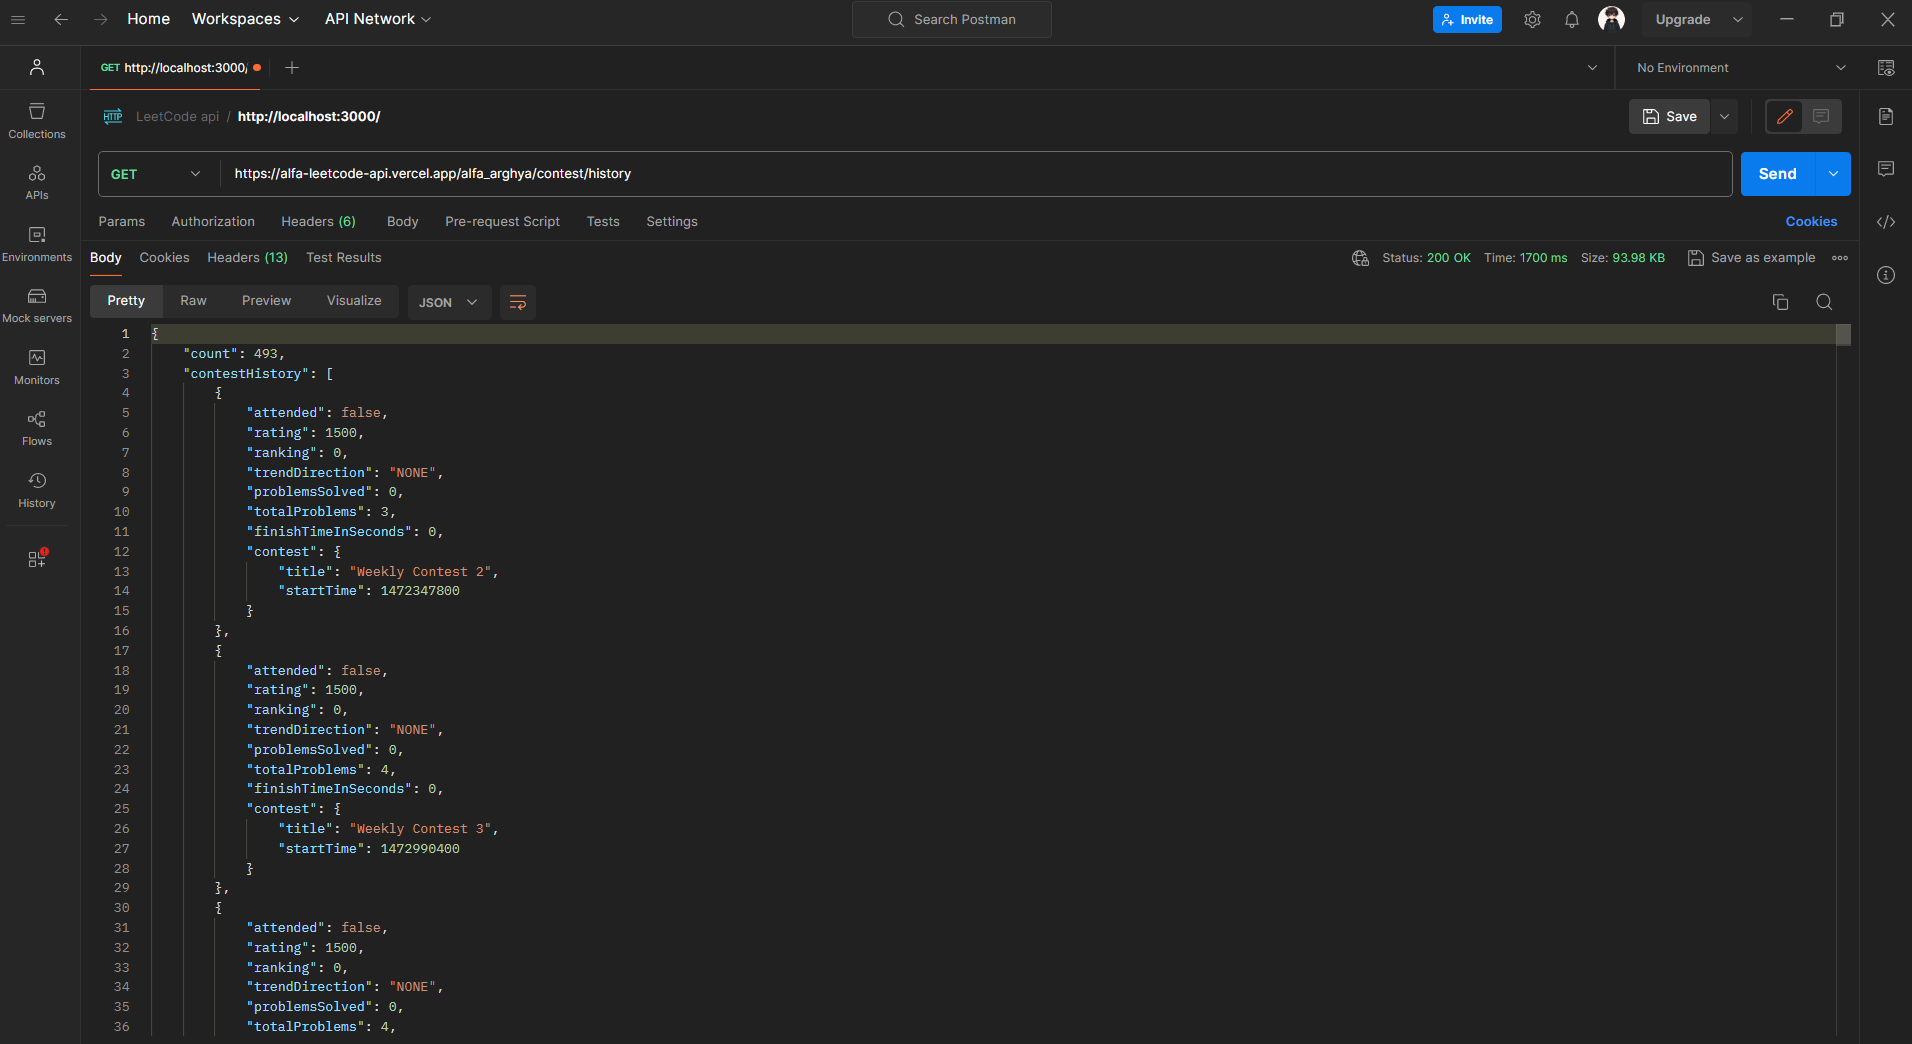 Home Workspaces API Network Search Postman Invite Upgrade
GET http://localhost:3000/ No Environment
HTTP LeetCode api / http://localhost:3000/ Save
GET https://alfa-leetcode-api.vercel.app/alfa_arghya/contest/history Send
Params Authorization Headers (6) Body Pre-request Script Tests Settings Cookies
Body Cookies Headers (13) Test Results Status: 200 OK Time: 1700 ms Size: 93.98 KB Save as example
Pretty Raw Preview Visualize JSON
Collections
APIs
Environments
Mock servers
Monitors
Flows
History
1 {
2 "count": 493,
3 "contestHistory": [
4 {
5 "attended": false,
6 "rating": 1500,
7 "ranking": 0,
8 "trendDirection": "NONE",
9 "problemsSolved": 0,
10 "totalProblems": 3,
11 "finishTimeInSeconds": 0,
12 "contest": {
13 "title": "Weekly Contest 2",
14 "startTime": 1472347800
15 }
16 },
17 {
18 "attended": false,
19 "rating": 1500,
20 "ranking": 0,
21 "trendDirection": "NONE",
22 "problemsSolved": 0,
23 "totalProblems": 4,
24 "finishTimeInSeconds": 0,
25 "contest": {
26 "title": "Weekly Contest 3",
27 "startTime": 1472990400
28 }
29 },
30 {
31 "attended": false,
32 "rating": 1500,
33 "ranking": 0,
34 "trendDirection": "NONE",
35 "problemsSolved": 0,
36 "totalProblems": 4,